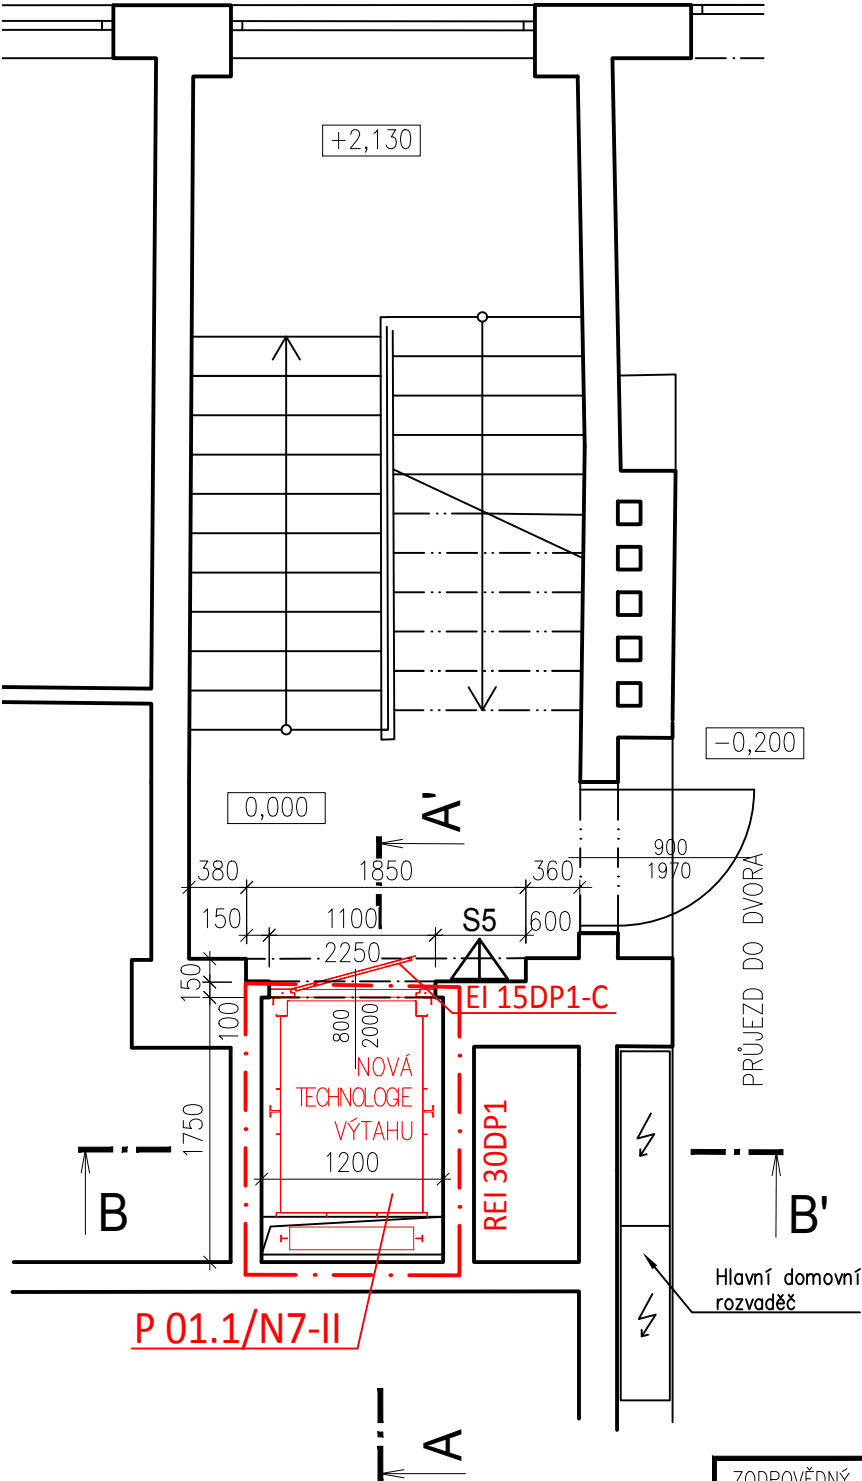 +2,130
-0,200
0,000
A'
380
1850
360
900
1970
150
1100
S5
600
2250
150
EI 15DP1-C
100
800
2000
PRŮJEZD DO DVORA
NOVÁ
TECHNOLOGIE
VÝTAHU
1750
1200
REI 30DP1
B
B'
Hlavní domovní
rozvaděč
P 01.1/N7-II
A
ZODPOVĚDNÝ